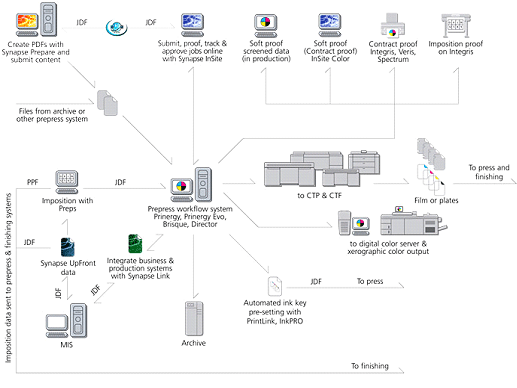 JDF
JDF
Create PDFs with
Synapse Prepare and
submit content
Submit, proof, track &
approve jobs online
with Synapse InSite
Soft proof
screened data
(in production)
Soft proof
(Contract proof)
InSite Color
Contract proof
Integris, Veris,
Spectrum
Imposition proof
on Integris
Files from archive or
other prepress system
PPF
JDF
Imposition with
Preps
Prepress workflow system
Prinergy, Prinergy Evo,
Brisque, Director
to CTP & CTF
Film or plates
To press and
finishing
to digital color server &
xerographic color output
JDF
Synapse UpFront
data
Integrate business &
production systems
with Synapse Link
JDF
JDF
MIS
Archive
Automated ink key
pre-setting with
PrintLink, InkPRO
JDF
To press
To finishing
Imposition data sent to prepress & finishing systems